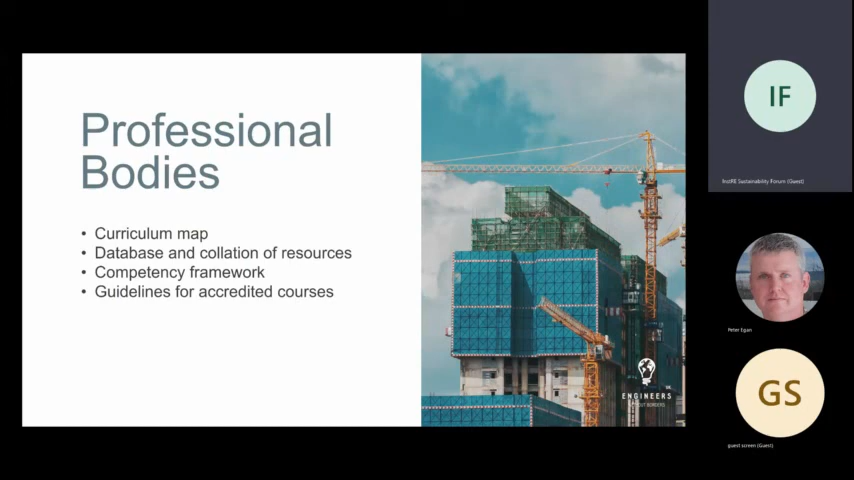 Professional
Bodies
• Curriculum map
• Database and collation of resources
• Competency framework
• Guidelines for accredited courses
ENGINEERS
BORDERS
UK
IF
InstRE Sustainability Forum (Guest)
Peter Egan
GS
guest screen (Guest)